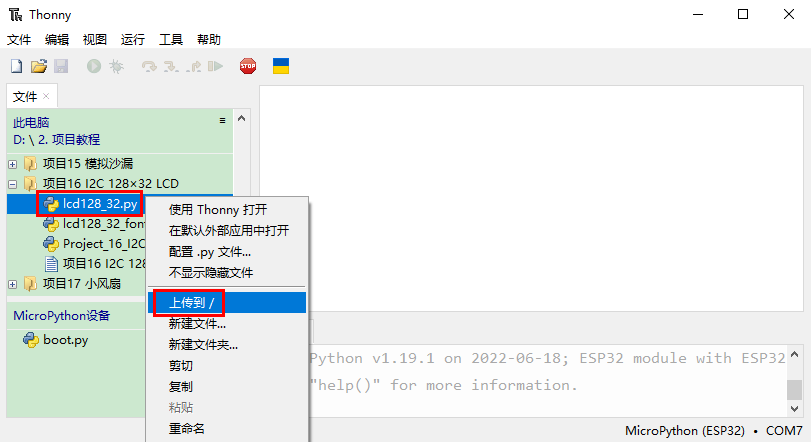 Thonny
文件 编辑 视图 运行 工具 帮助
STOP
文件 ×
此电脑
D: \ 2. 项目教程
项目15 模拟沙漏
项目16 I2C 128×32 LCD
lcd128_32.py
lcd128_32_fon
Project_16_I2C
项目16 I2C 128
项目17 小风扇
MicroPython设备
boot.py
使用 Thonny 打开
在默认外部应用中打开
配置 .py 文件...
不显示隐藏文件
上传到 /
新建文件...
新建文件夹...
剪切
复制
粘贴
重命名
Python v1.19.1 on 2022-06-18; ESP32 module with ESP32
"help()" for more information.
MicroPython (ESP32) • COM7